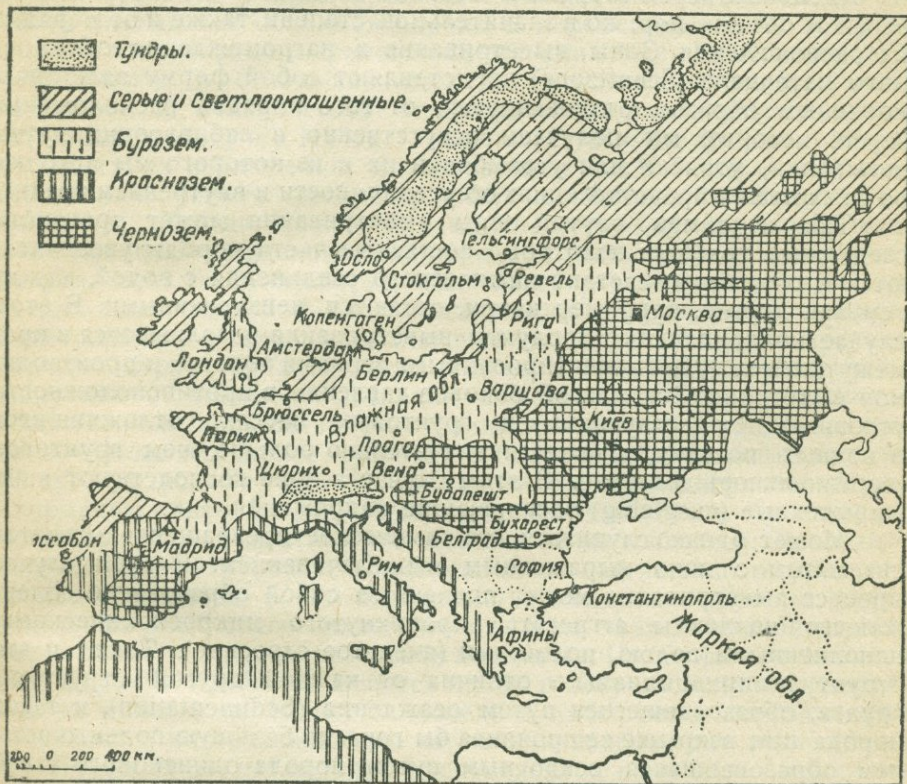 Тундры.
Серые и светлоокрашенные.
Бурозем.
Краснозем.
Чернозем.
Гельсингфорс
Осло
Стокгольм
Ревель
Копенгаген
Рига
Москва
Лондон
Амстердам
Берлин
Влажная обл.
Варшава
Брюссель
Киев
Париж
Прага
Цюрих
Вена
Будапешт
Бухарест
Белград
иссабон
Мадрид
Рим
София
Константинополь
Афины
Жаркая обл
200 0 200 400 км.